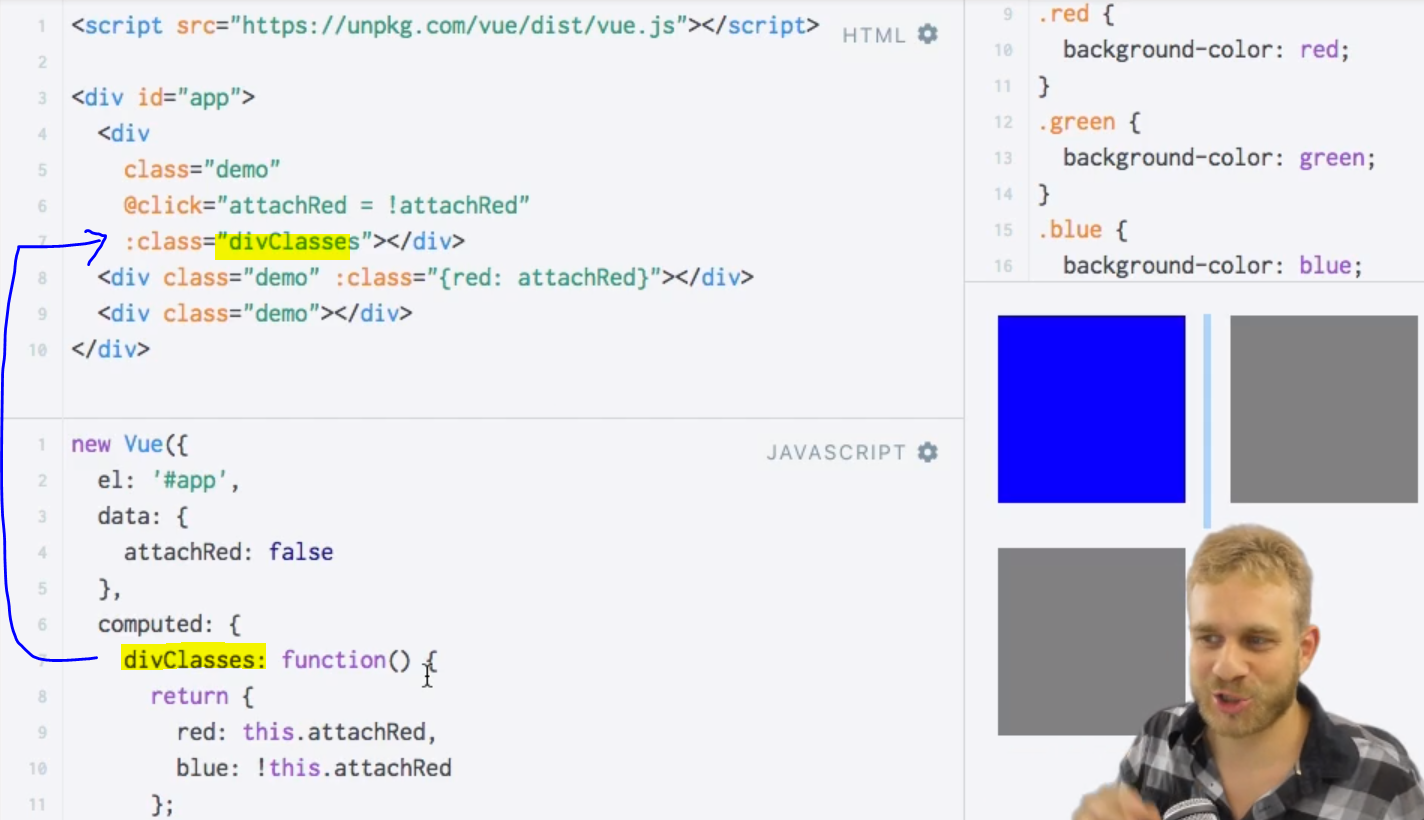 1 <script src="https://unpkg.com/vue/dist/vue.js"></script>
HTML
2
3 <div id="app">
4 <div
5 class="demo"
6 @click="attachRed = !attachRed"
7 :class="divClasses"></div>
8 <div class="demo" :class="{red: attachRed}"></div>
9 <div class="demo"></div>
10 </div>
1 new Vue({
JAVASCRIPT
2 el: '#app',
3 data: {
4 attachRed: false
5 },
6 computed: {
7 divClasses: function() {
8 return {
9 red: this.attachRed,
10 blue: !this.attachRed
11 };
9 .red {
10 background-color: red;
11 }
12 .green {
13 background-color: green;
14 }
15 .blue {
16 background-color: blue;